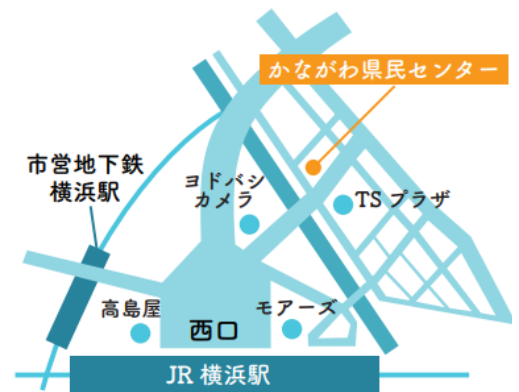 かながわ県民センター
市営地下鉄
横浜駅
ヨドバシ
カメラ
TSプラザ
高島屋
西口
モアーズ
JR 横浜駅